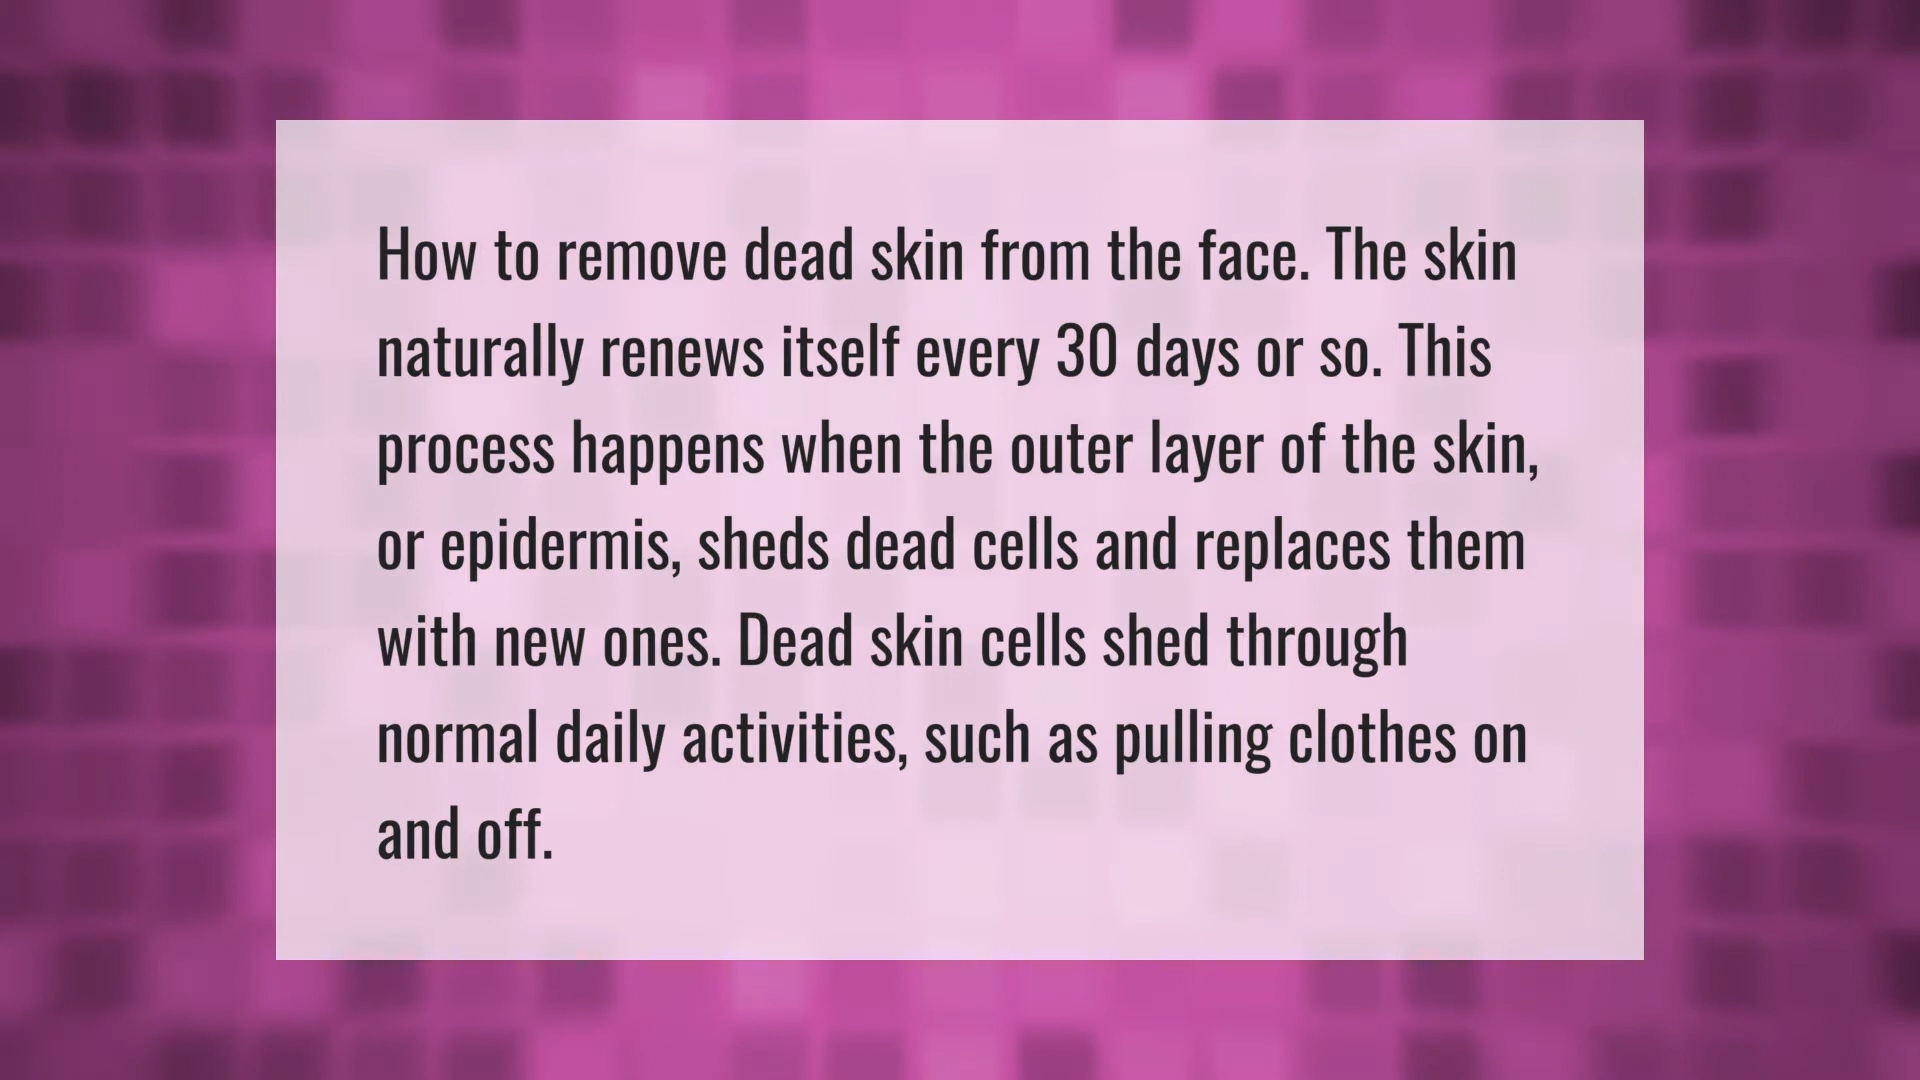 How to remove dead skin from the face. The skin
naturally renews itself every 30 days or so. This
process happens when the outer layer of the skin,
or epidermis, sheds dead cells and replaces them
with new ones. Dead skin cells shed through
normal daily activities, such as pulling clothes on
and off.